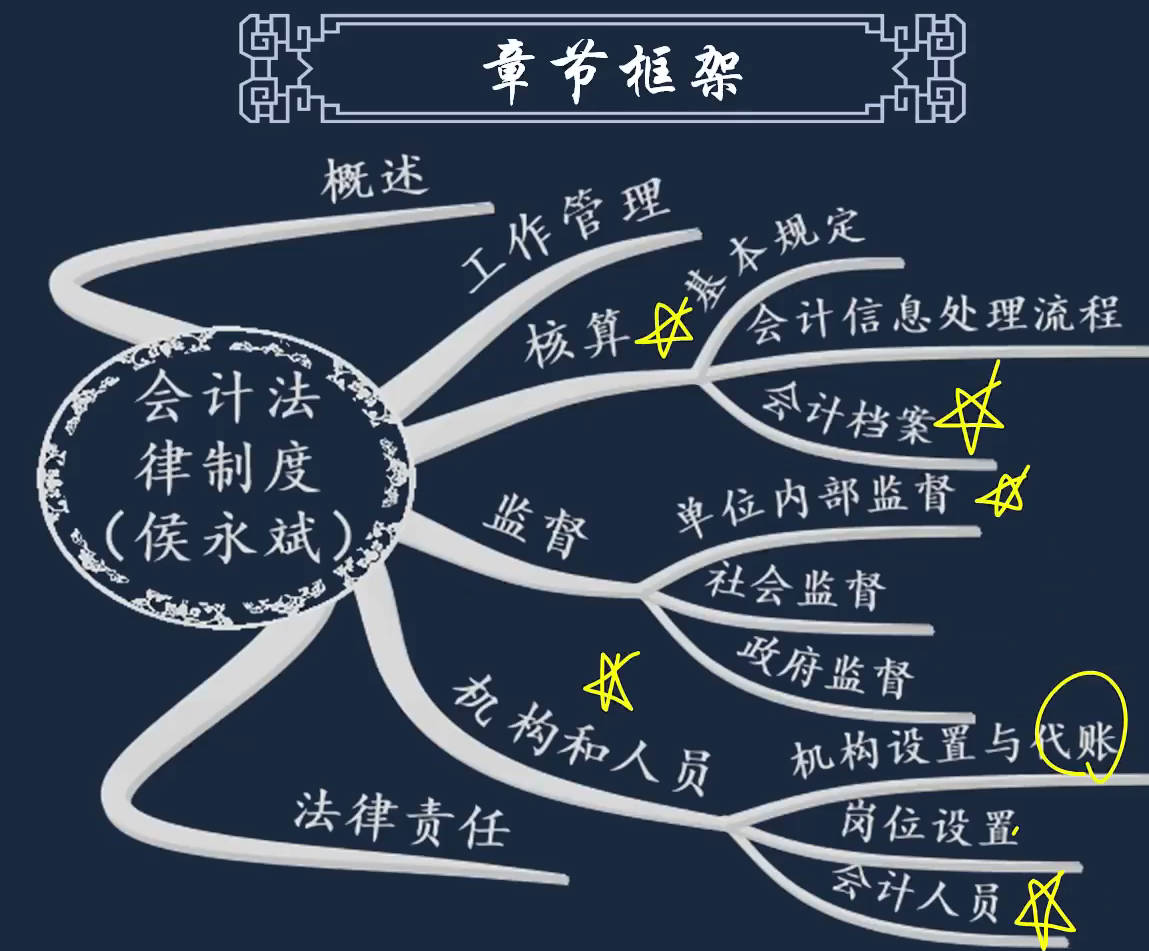 章节框架
概述
工作管理
核算
基本规定
会计信息处理流程
会计档案
会计法
律制度
（侯永斌）
监督
单位内部监督
社会监督
政府监督
机构和人员
机构设置与代账
岗位设置
会计人员
法律责任